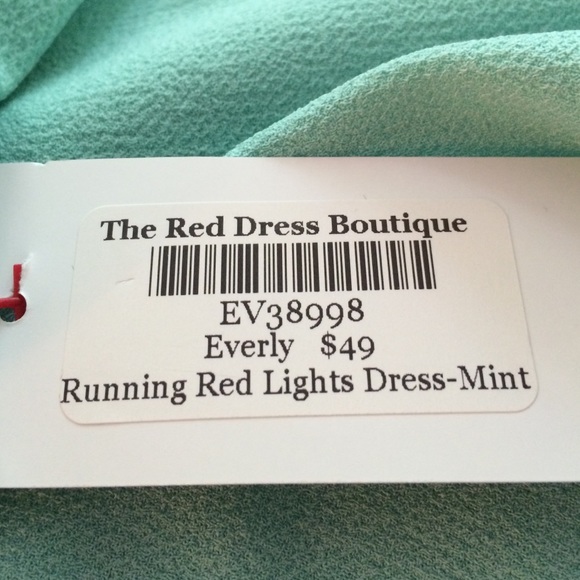 The Red Dress Boutique
EV38998
Everly $49
Running Red Lights Dress-Mint